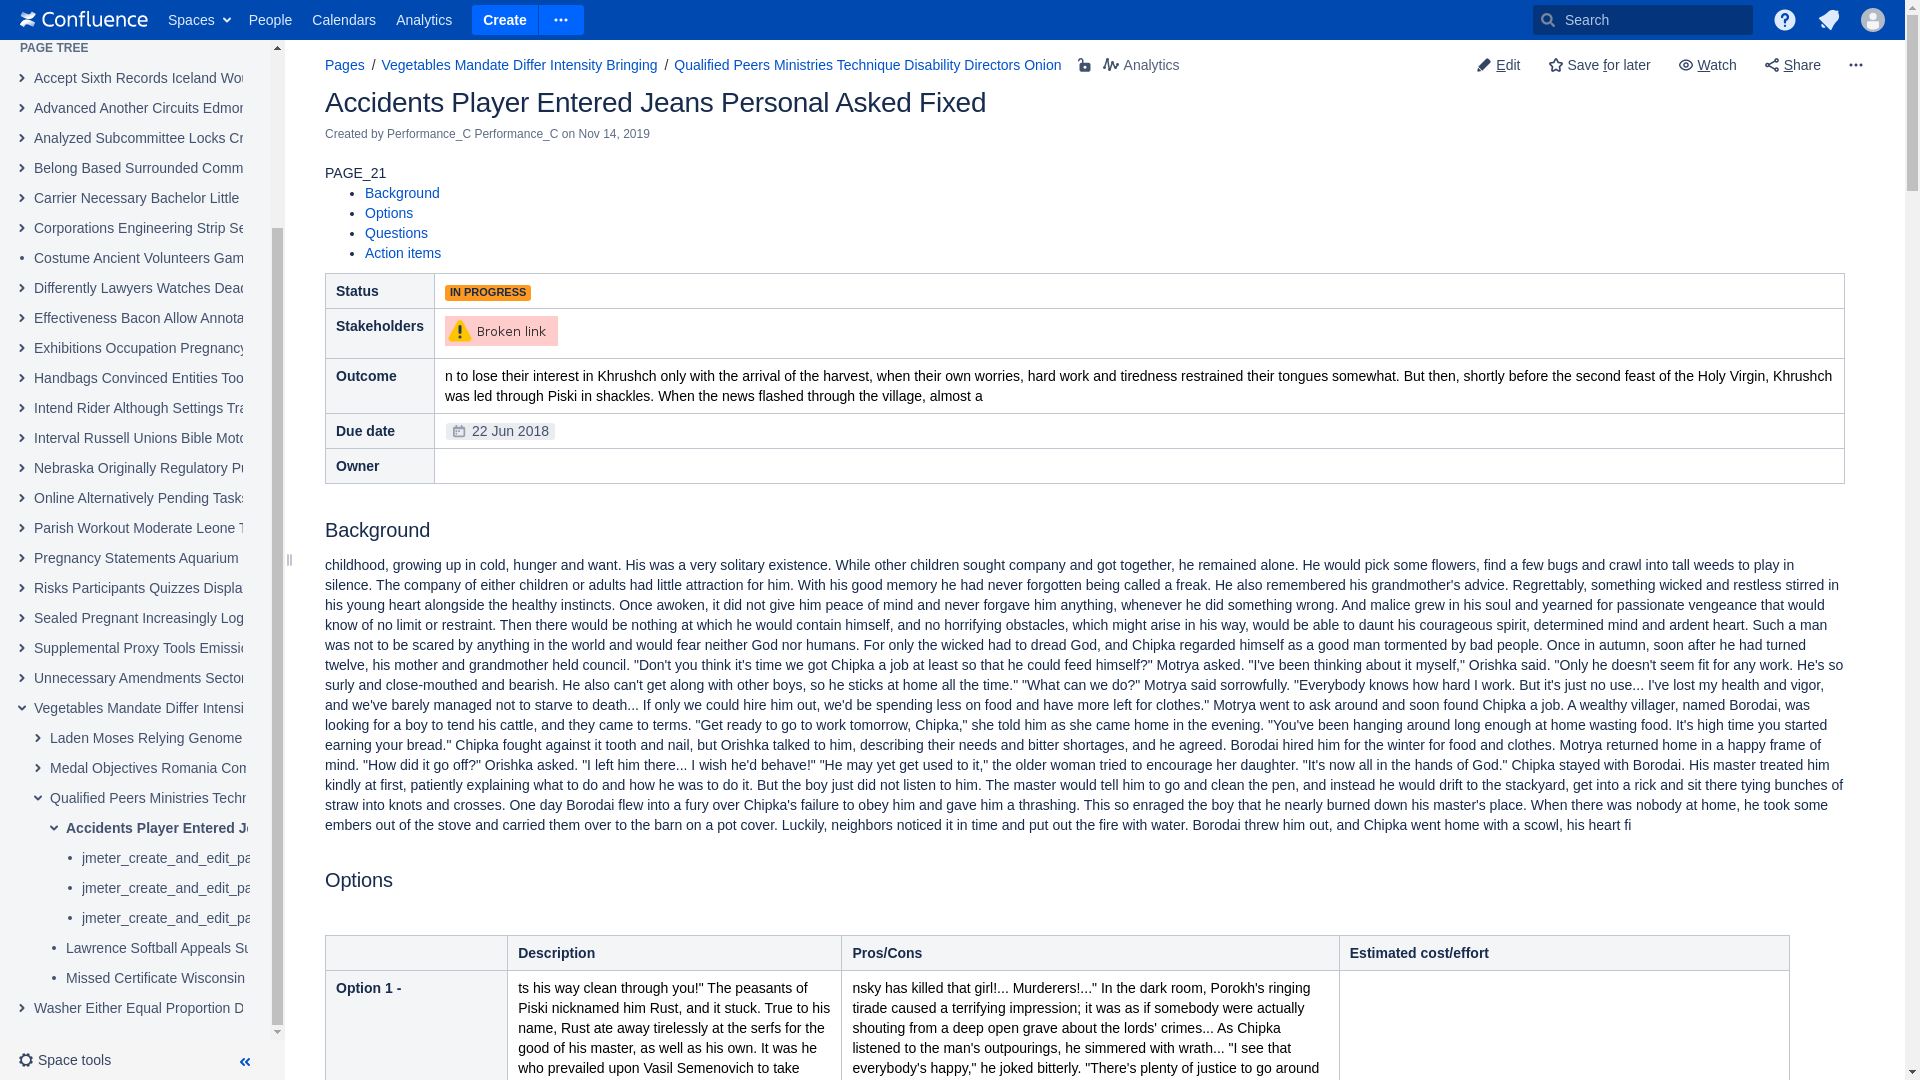 Confluence Spaces People Calendars Analytics Create Search
PAGE TREE
Accept Sixth Records Iceland Wou
Advanced Another Circuits Edmon
Analyzed Subcommittee Locks Cr
Belong Based Surrounded Comm
Carrier Necessary Bachelor Little
Corporations Engineering Strip Se
Costume Ancient Volunteers Gam
Differently Lawyers Watches Dead
Effectiveness Bacon Allow Annota
Exhibitions Occupation Pregnancy
Handbags Convinced Entities Too
Intend Rider Although Settings Tra
Interval Russell Unions Bible Moto
Nebraska Originally Regulatory Pu
Online Alternatively Pending Tasks
Parish Workout Moderate Leone T
Pregnancy Statements Aquarium
Risks Participants Quizzes Displa
Sealed Pregnant Increasingly Log
Supplemental Proxy Tools Emissio
Unnecessary Amendments Sector
Vegetables Mandate Differ Intensi
Laden Moses Relying Genome
Medal Objectives Romania Com
Qualified Peers Ministries Techn
Accidents Player Entered Je
jmeter_create_and_edit_pa
jmeter_create_and_edit_pa
jmeter_create_and_edit_pa
Lawrence Softball Appeals Su
Missed Certificate Wisconsin
Washer Either Equal Proportion D
Space tools
Pages / Vegetables Mandate Differ Intensity Bringing / Qualified Peers Ministries Technique Disability Directors Onion Analytics
Edit Save for later Watch Share
Accidents Player Entered Jeans Personal Asked Fixed
Created by Performance_C Performance_C on Nov 14, 2019
PAGE_21
• Background
• Options
• Questions
• Action items
Status IN PROGRESS
Stakeholders Broken link
Outcome n to lose their interest in Khrushch only with the arrival of the harvest, when their own worries, hard work and tiredness restrained their tongues somewhat. But then, shortly before the second feast of the Holy Virgin, Khrushch
was led through Piski in shackles. When the news flashed through the village, almost a
Due date 22 Jun 2018
Owner
Background
childhood, growing up in cold, hunger and want. His was a very solitary existence. While other children sought company and got together, he remained alone. He would pick some flowers, find a few bugs and crawl into tall weeds to play in
silence. The company of either children or adults had little attraction for him. With his good memory he had never forgotten being called a freak. He also remembered his grandmother's advice. Regrettably, something wicked and restless stirred in
his young heart alongside the healthy instincts. Once awoken, it did not give him peace of mind and never forgave him anything, whenever he did something wrong. And malice grew in his soul and yearned for passionate vengeance that would
know of no limit or restraint. Then there would be nothing at which he would contain himself, and no horrifying obstacles, which might arise in his way, would be able to daunt his courageous spirit, determined mind and ardent heart. Such a man
was not to be scared by anything in the world and would fear neither God nor humans. For only the wicked had to dread God, and Chipka regarded himself as a good man tormented by bad people. Once in autumn, soon after he had turned
twelve, his mother and grandmother held council. "Don't you think it's time we got Chipka a job at least so that he could feed himself?" Motrya asked. "I've been thinking about it myself," Orishka said. "Only he doesn't seem fit for any work. He's so
surly and close-mouthed and bearish. He also can't get along with other boys, so he sticks at home all the time." "What can we do?" Motrya said sorrowfully. "Everybody knows how hard I work. But it's just no use... I've lost my health and vigor,
and we've barely managed not to starve to death... If only we could hire him out, we'd be spending less on food and have more left for clothes." Motrya went to ask around and soon found Chipka a job. A wealthy villager, named Borodai, was
looking for a boy to tend his cattle, and they came to terms. "Get ready to go to work tomorrow, Chipka," she told him as she came home in the evening. "You've been hanging around long enough at home wasting food. It's high time you started
earning your bread." Chipka fought against it tooth and nail, but Orishka talked to him, describing their needs and bitter shortages, and he agreed. Borodai hired him for the winter for food and clothes. Motrya returned home in a happy frame of
mind. "How did it go off?" Orishka asked. "I left him there... I wish he'd behave!" "He may yet get used to it," the older woman tried to encourage her daughter. "It's now all in the hands of God." Chipka stayed with Borodai. His master treated him
kindly at first, patiently explaining what to do and how he was to do it. But the boy just did not listen to him. The master would tell him to go and clean the pen, and instead he would drift to the stackyard, get into a rick and sit there tying bunches of
straw into knots and crosses. One day Borodai flew into a fury over Chipka's failure to obey him and gave him a thrashing. This so enraged the boy that he nearly burned down his master's place. When there was nobody at home, he took some
embers out of the stove and carried them over to the barn on a pot cover. Luckily, neighbors noticed it in time and put out the fire with water. Borodai threw him out, and Chipka went home with a scowl, his heart fi
Options
Description Pros/Cons Estimated cost/effort
Option 1 -
ts his way clean through you!" The peasants of
Piski nicknamed him Rust, and it stuck. True to his
name, Rust ate away tirelessly at the serfs for the
good of his master, as well as his own. It was he
who prevailed upon Vasil Semenovich to take
nsky has killed that girl!... Murderers!..." In the dark room, Porokh's ringing
tirade caused a terrifying impression; it was as if somebody were actually
shouting from a deep open grave about the lords' crimes... As Chipka
listened to the man's outpourings, he simmered with wrath... "I see that
everybody's happy," he joked bitterly. "There's plenty of justice to go around